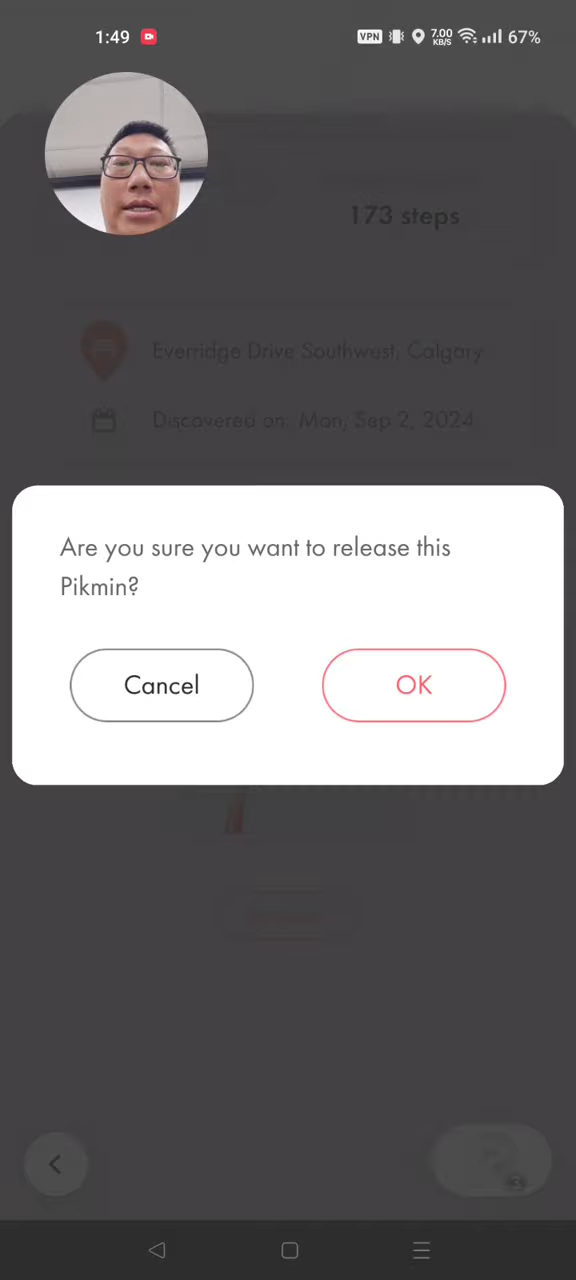 1:49
VPN 7.00 KB/S 67%
173 steps
Everridge Drive Southwest, Calgary
Discovered on: Mon, Sep 2, 2024
Are you sure you want to release this
Pikmin?
Cancel OK
3